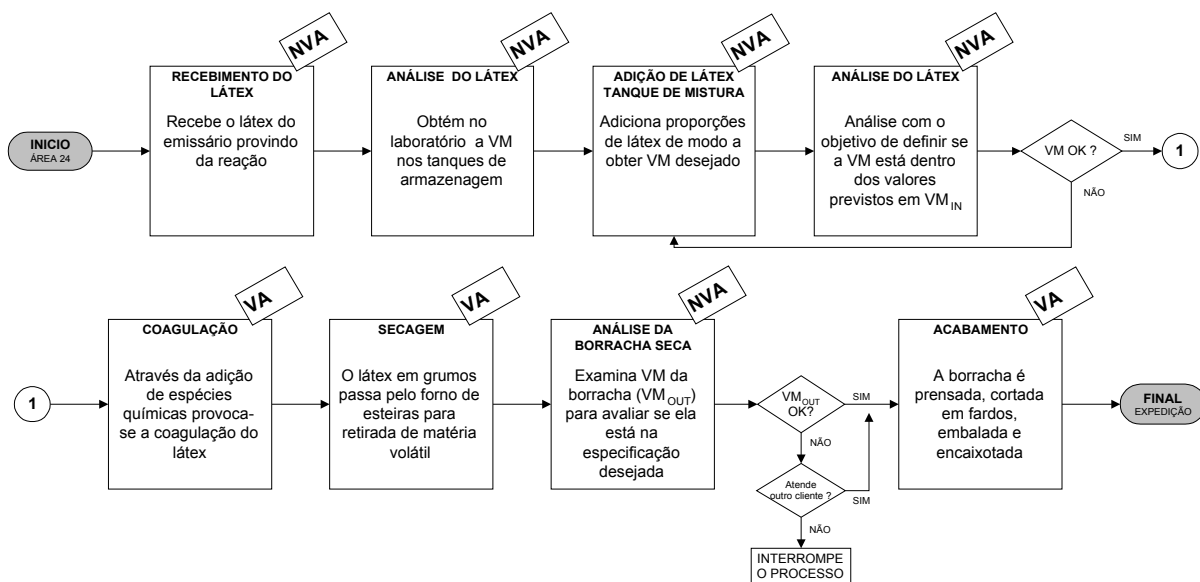 NVA
NVA
NVA
NVA
RECEBIMENTO DO
LÁTEX
Recebe o látex do
emissário provindo
da reação
ANÁLISE DO LÁTEX
Obtém no
laboratório a VM
nos tanques de
armazenagem
ADIÇÃO DE LÁTEX
TANQUE DE MISTURA
Adiciona proporções
de látex de modo a
obter VM desejado
ANÁLISE DO LÁTEX
Análise com o
objetivo de definir se
a VM está dentro
dos valores
previstos em VM IN
INICIO
ÁREA 24
VM OK ?
SIM
1
NÃO
VA
VA
NVA
VA
1
COAGULAÇÃO
Através da adição
de espécies
químicas provoca-
se a coagulação do
látex
SECAGEM
O látex em grumos
passa pelo forno de
esteiras para
retirada de matéria
volátil
ANÁLISE DA
BORRACHA SECA
Examina VM da
borracha (VM OUT)
para avaliar se ela
está na
especificação
desejada
VM OUT
OK?
SIM
NÃO
Atende
outro cliente ?
SIM
NÃO
INTERROMPE
O PROCESSO
ACABAMENTO
A borracha é
prensada, cortada
em fardos,
embalada e
encaixotada
FINAL
EXPEDIÇÃO